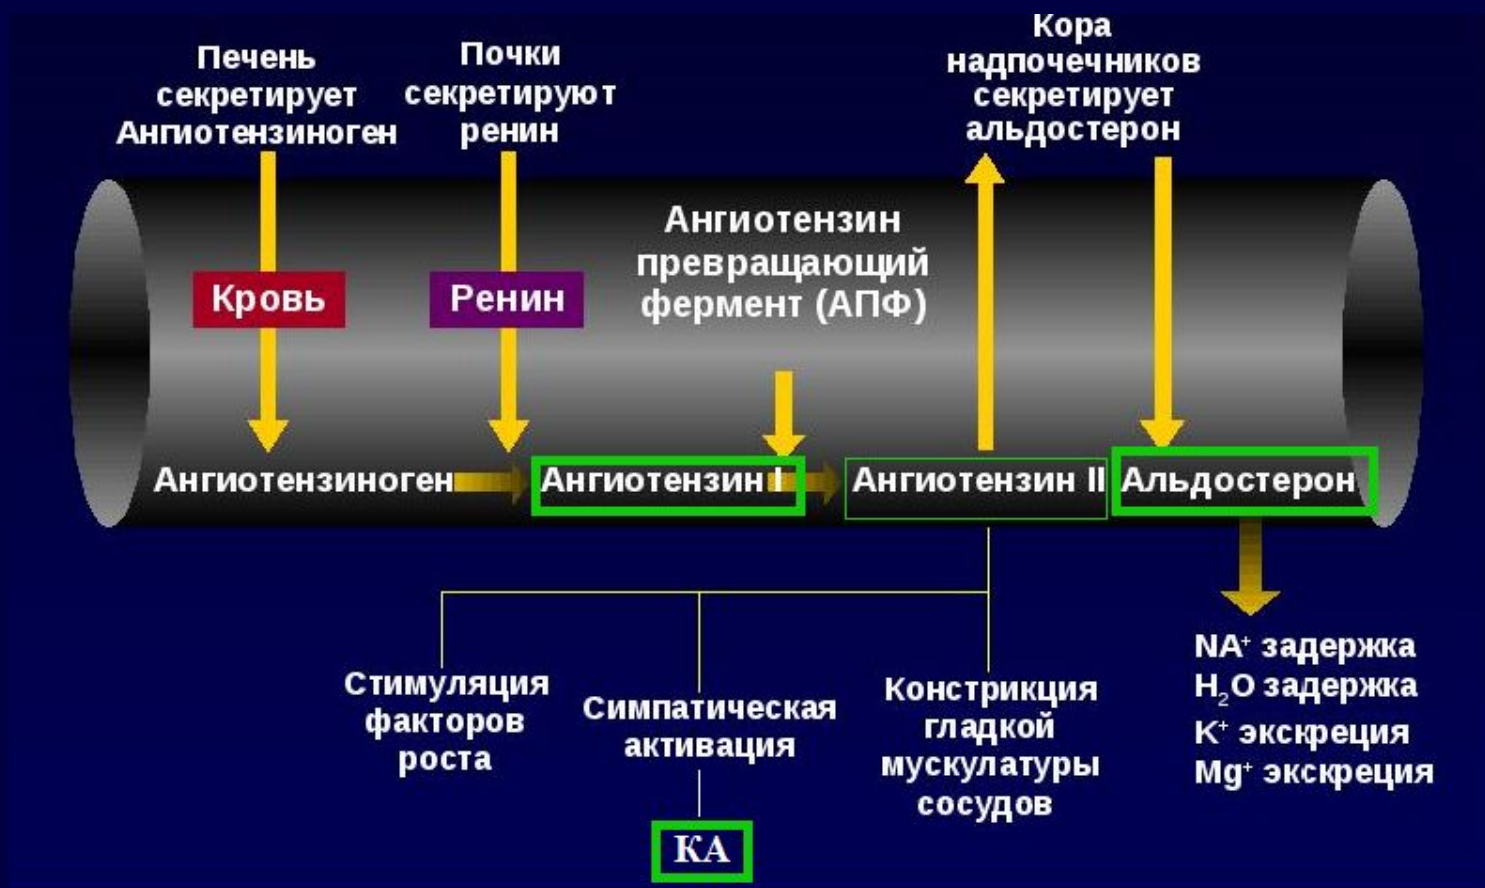 Печень
секретирует
Ангиотензиноген
Почки
секретируют
ренин
Кора
надпочечников
секретирует
альдостерон
Кровь
Ренин
Ангиотензин
превращающий
фермент (АПФ)
Ангиотензиноген
Ангиотензин I
Ангиотензин II
Альдостерон
Стимуляция
факторов
роста
Симпатическая
активация
КА
Констрикция
гладкой
мускулатуры
сосудов
NA⁺ задержка
H₂O задержка
K⁺ экскреция
Mg⁺ экскреция